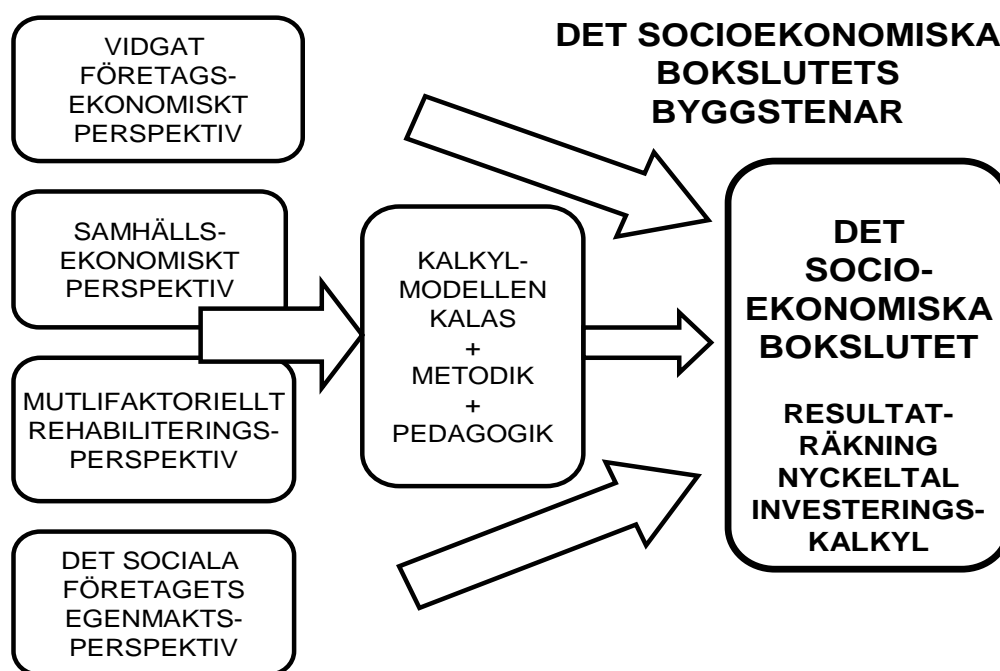 DET SOCIOEKONOMISKA
BOKSLUTETS
BYGGSTENAR
VIDGAT
FÖRETAGS-
EKONOMISKT
PERSPEKTIV
SAMHÄLLS-
EKONOMISKT
PERSPEKTIV
MUTLIFAKTORIELLT
REHABILITERINGS-
PERSPEKTIV
DET SOCIALA
FÖRETAGETS
EGENMAKTS-
PERSPEKTIV
KALKYL-
MODELLEN
KALAS
+
METODIK
+
PEDAGOGIK
DET
SOCIO-
EKONOMISKA
BOKSLUTET
RESULTAT-
RÄKNING
NYCKELTAL
INVESTERINGS-
KALKYL